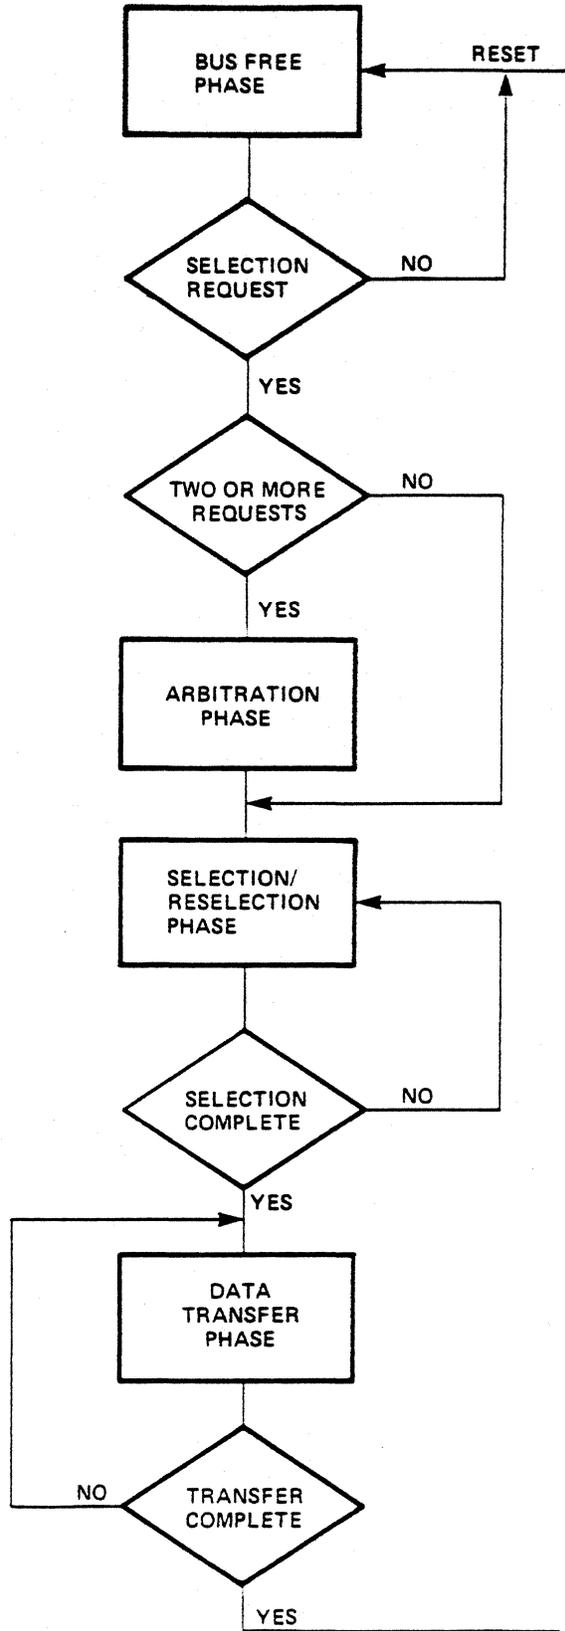 RESET
BUS FREE
PHASE
SELECTION
REQUEST
NO
YES
TWO OR MORE
REQUESTS
NO
YES
ARBITRATION
PHASE
SELECTION/
RESELECTION
PHASE
SELECTION
COMPLETE
NO
YES
DATA
TRANSFER
PHASE
NO
TRANSFER
COMPLETE
YES